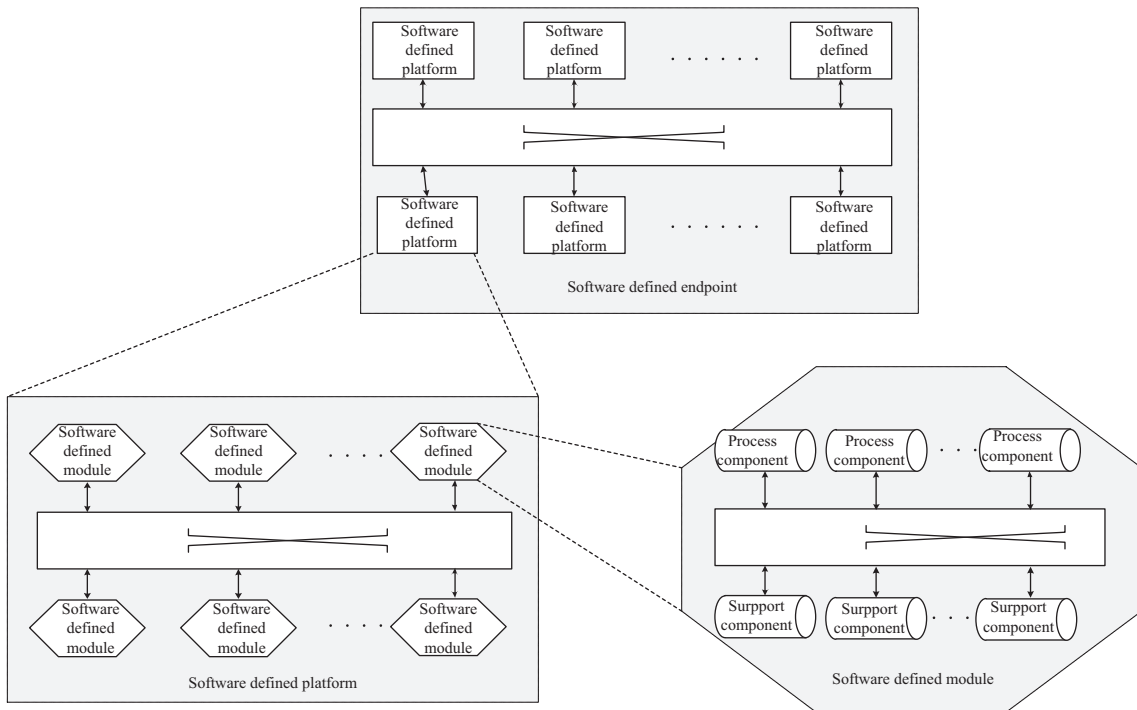 Software
defined
platform
Software
defined
platform
. . . . . .
Software
defined
platform
Software
defined
platform
Software
defined
platform
. . . . . .
Software
defined
platform
Software defined endpoint
Software
defined
module
Software
defined
module
. . . .
Software
defined
module
Software
defined
module
Software
defined
module
. . . .
Software
defined
module
Software defined platform
Process
component
Process
component
. . .
Process
component
Surpport
component
Surpport
component
. . .
Surpport
component
Software defined module